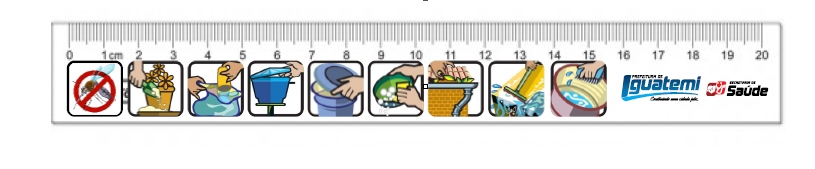 0 1cm 2 3 4 5 6 7 8 9 10 11 12 13 14 15 16 17 18 19 20
PREFEITURA DE
Iguatemi
SECRETARIA DE
Saúde